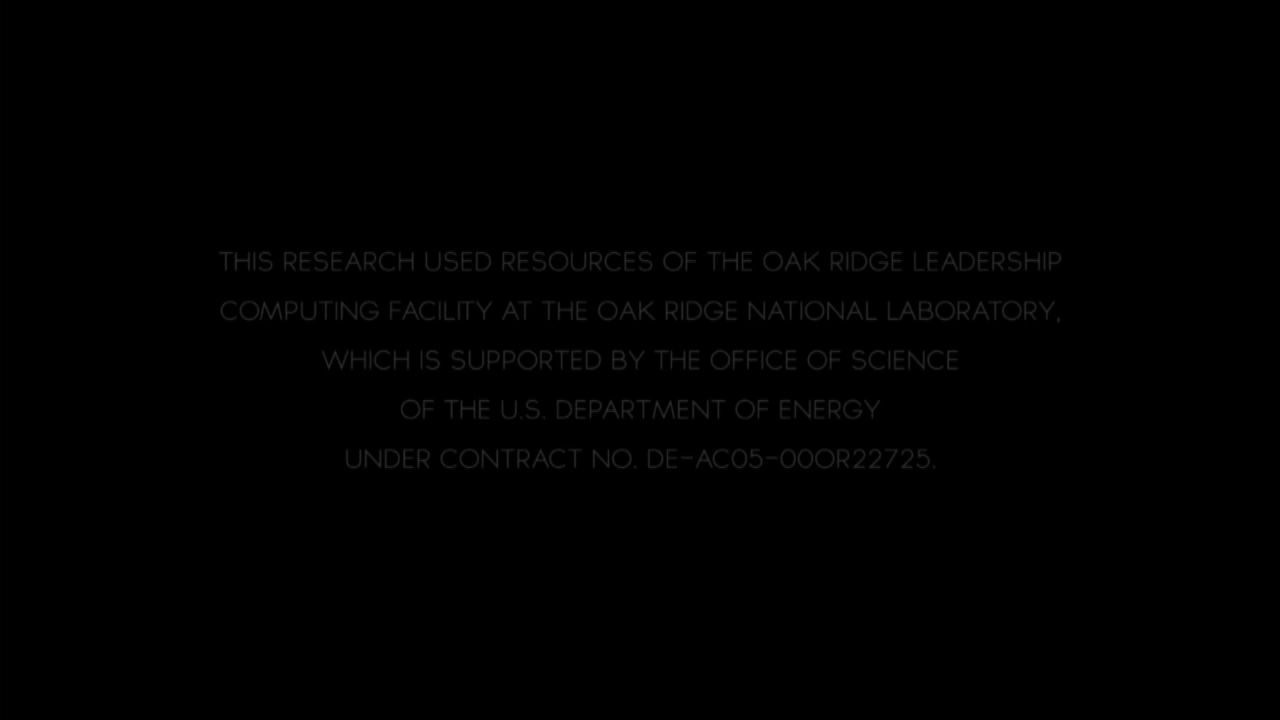 THIS RESEARCH USED RESOURCES OF THE OAK RIDGE LEADERSHIP
COMPUTING FACILITY AT THE OAK RIDGE NATIONAL LABORATORY,
WHICH IS SUPPORTED BY THE OFFICE OF SCIENCE
OF THE U.S. DEPARTMENT OF ENERGY
UNDER CONTRACT NO. DE-AC05-00OR22725.